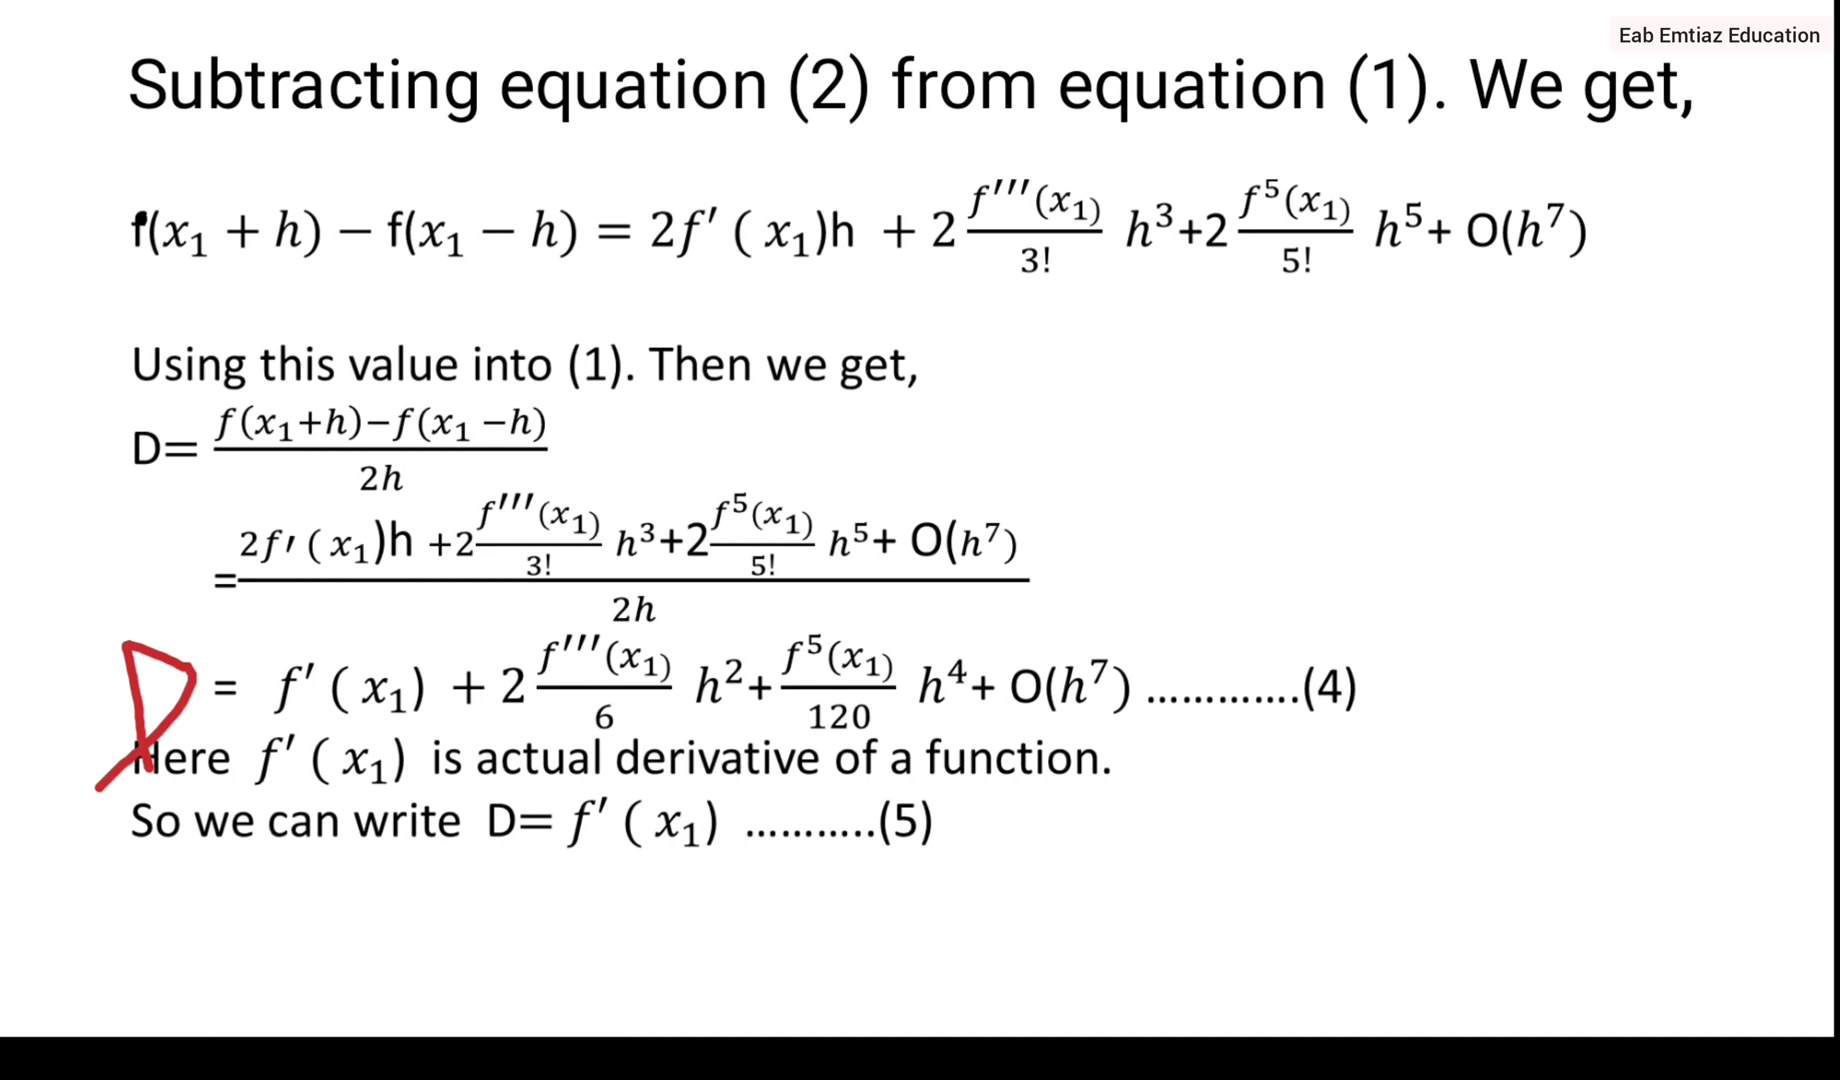 Eab Emtiaz Education
Subtracting equation (2) from equation (1). We get,
f(x₁ + h) − f(x₁ − h) = 2f′ ( x₁)h + 2 f′′′(x₁)/3! h³+2 f⁵(x₁)/5! h⁵+ O(h⁷)
Using this value into (1). Then we get,
D= f(x₁+h)−f(x₁ −h)/2h
= 2f′ ( x₁)h +2 f′′′(x₁)/3! h³+2 f⁵(x₁)/5! h⁵+ O(h⁷)/2h
D = f′ ( x₁) + 2 f′′′(x₁)/6 h²+ f⁵(x₁)/120 h⁴+ O(h⁷) .............(4)
Here f′ ( x₁) is actual derivative of a function.
So we can write D= f′ ( x₁) ...........(5)